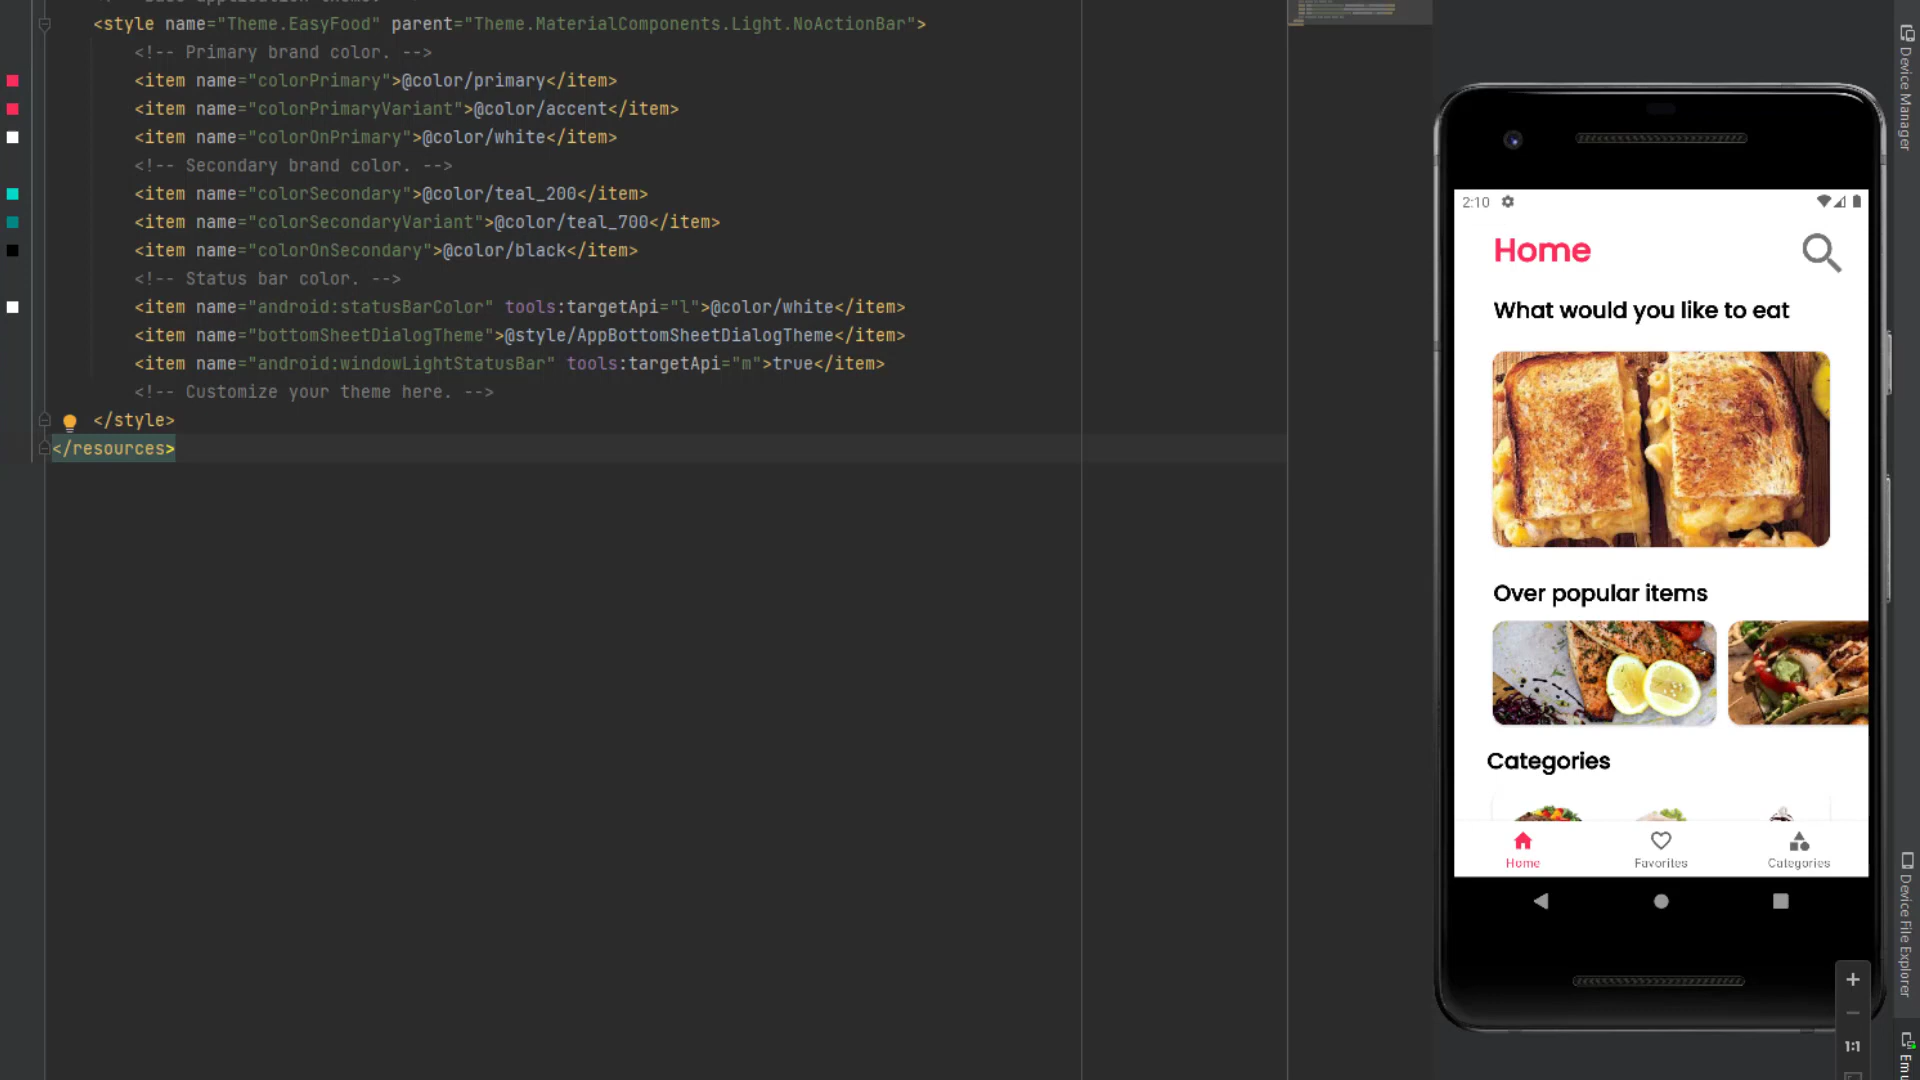 <style name="Theme.EasyFood" parent="Theme.MaterialComponents.Light.NoActionBar">
<!-- Primary brand color. -->
<item name="colorPrimary">@color/primary</item>
<item name="colorPrimaryVariant">@color/accent</item>
<item name="colorOnPrimary">@color/white</item>
<!-- Secondary brand color. -->
<item name="colorSecondary">@color/teal_200</item>
<item name="colorSecondaryVariant">@color/teal_700</item>
<item name="colorOnSecondary">@color/black</item>
<!-- Status bar color. -->
<item name="android:statusBarColor" tools:targetApi="l">@color/white</item>
<item name="bottomSheetDialogTheme">@style/AppBottomSheetDialogTheme</item>
<item name="android:windowLightStatusBar" tools:targetApi="m">true</item>
<!-- Customize your theme here. -->
</style>
</resources>
2:10
Home
What would you like to eat
Over popular items
Categories
Home
Favorites
Categories
1:1
Device Manager
Device File Explorer